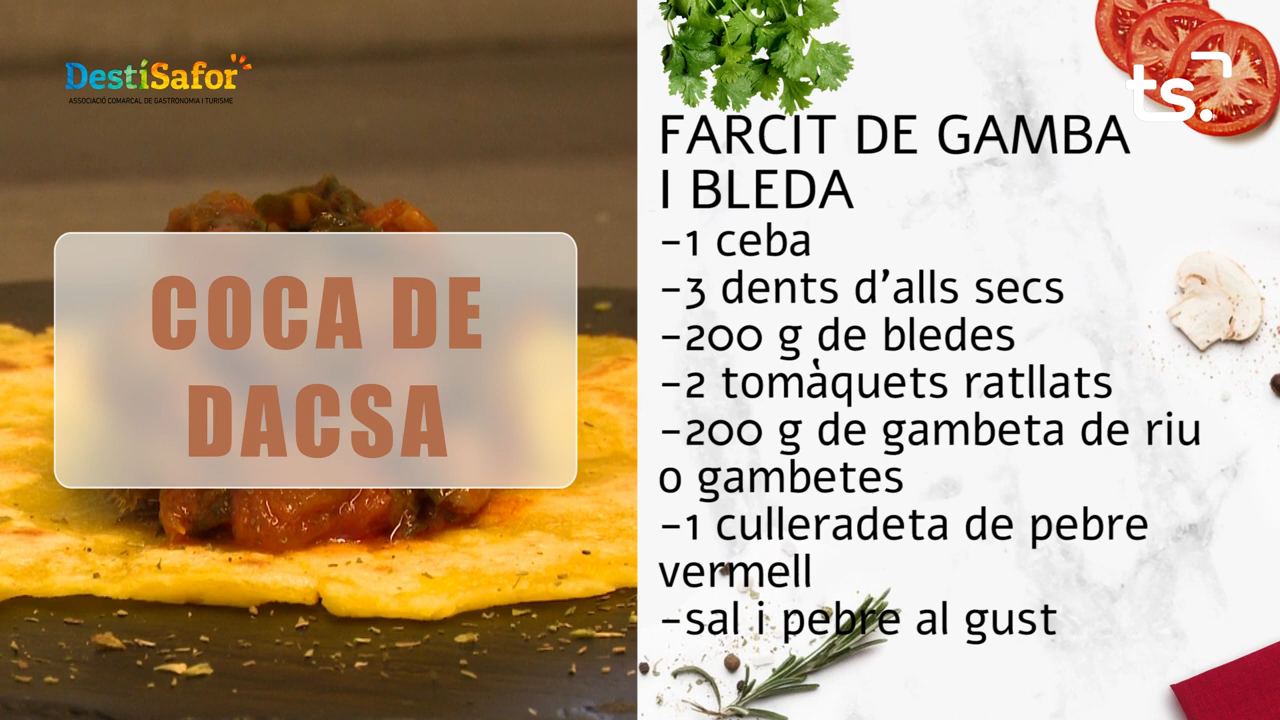 DestíSafor
ASSOCIACIÓ COMARCAL DE GASTRONOMIA I TURISME
COCA DE
DACSA
ts.
FARCIT DE GAMBA
I BLEDA
-1 ceba
-3 dents d'alls secs
-200 g de bledes
-2 tomàquets ratllats
-200 g de gambeta de riu
o gambetes
-1 culleradeta de pebre
vermell
-sal i pebre al gust